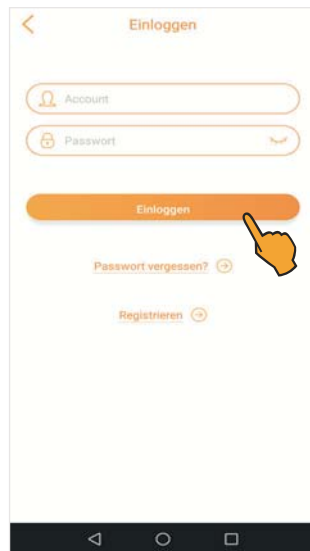 Einloggen
Account
Passwort
Einloggen
Passwort vergessen?
Registrieren